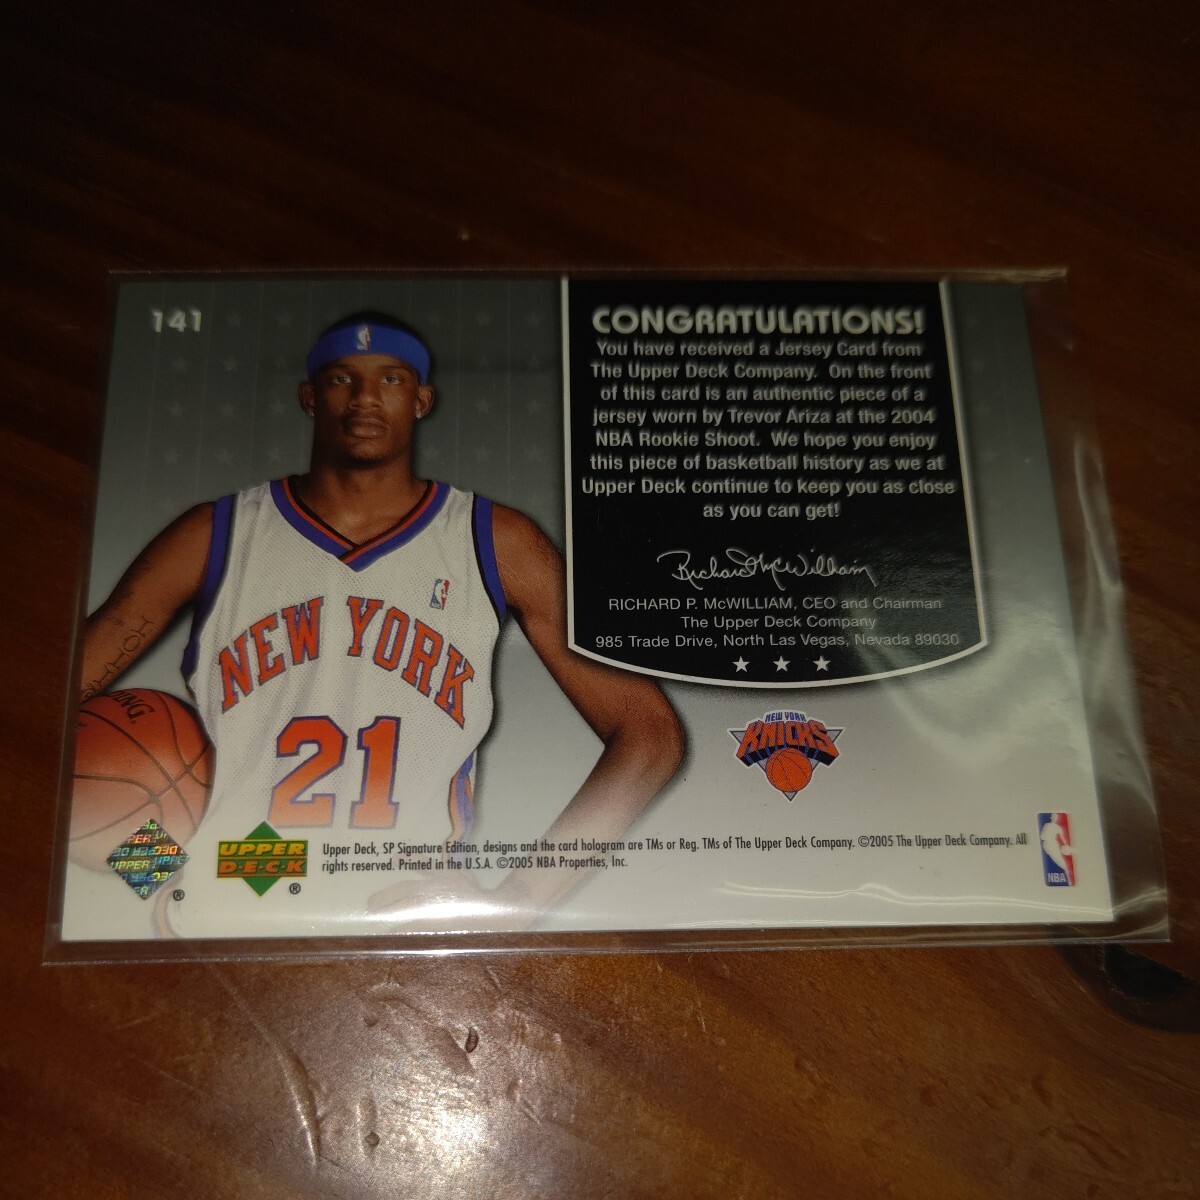 141
CONGRATULATIONS!
You have received a Jersey Card from
The Upper Deck Company. On the front
of this card is an authentic piece of a
jersey worn by Trevor Ariza at the 2004
NBA Rookie Shoot. We hope you enjoy
this piece of basketball history as we at
Upper Deck continue to keep you as close
as you can get!
Richard McWilliam
RICHARD P. McWILLIAM, CEO and Chairman
The Upper Deck Company
985 Trade Drive, North Las Vegas, Nevada 89030
NEW YORK
21
NEW YORK
KNICKS
UPPER
DECK
®
UPPER
D·E·C·K
®
Upper Deck, SP Signature Edition, designs and the card hologram are TMs or Reg. TMs of The Upper Deck Company. ©2005 The Upper Deck Company. All
rights reserved. Printed in the U.S.A. ©2005 NBA Properties, Inc.
NBA